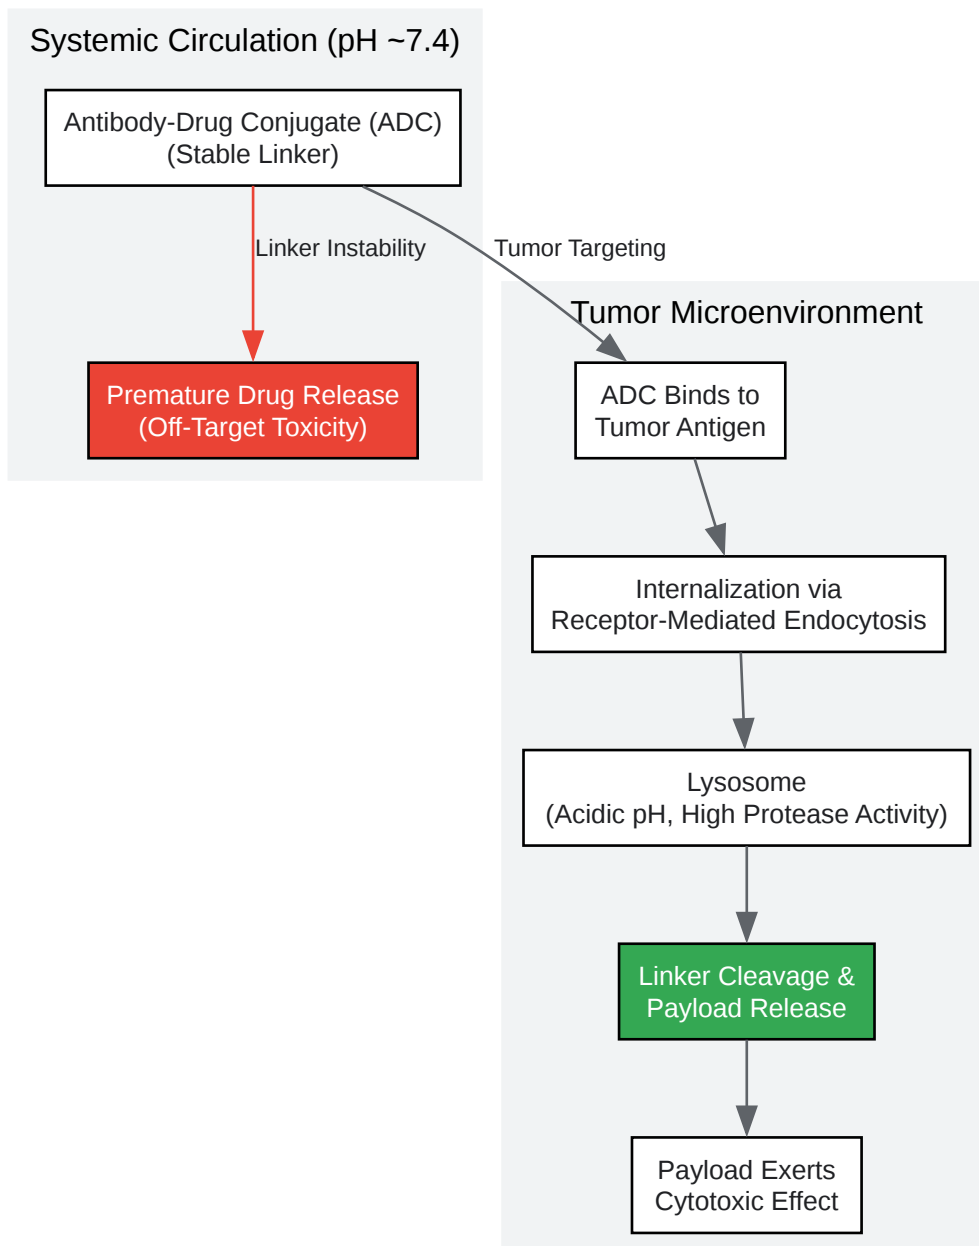 Systemic Circulation (pH ~7.4)
Antibody-Drug Conjugate (ADC)
(Stable Linker)
Linker Instability
Tumor Targeting
Premature Drug Release
(Off-Target Toxicity)
Tumor Microenvironment
ADC Binds to
Tumor Antigen
Internalization via
Receptor-Mediated Endocytosis
Lysosome
(Acidic pH, High Protease Activity)
Linker Cleavage &
Payload Release
Payload Exerts
Cytotoxic Effect